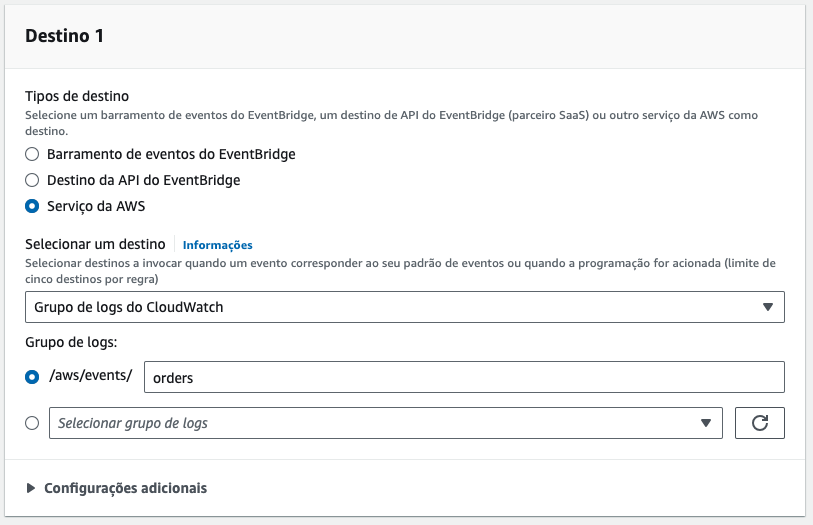 Destino 1
Tipos de destino
Selecione um barramento de eventos do EventBridge, um destino de API do EventBridge (parceiro SaaS) ou outro serviço da AWS como
destino.
Barramento de eventos do EventBridge
Destino da API do EventBridge
Serviço da AWS
Selecionar um destino Informações
Selecionar destinos a invocar quando um evento corresponder ao seu padrão de eventos ou quando a programação for acionada (limite de
cinco destinos por regra)
Grupo de logs do CloudWatch
Grupo de logs:
/aws/events/ orders
Selecionar grupo de logs
Configurações adicionais